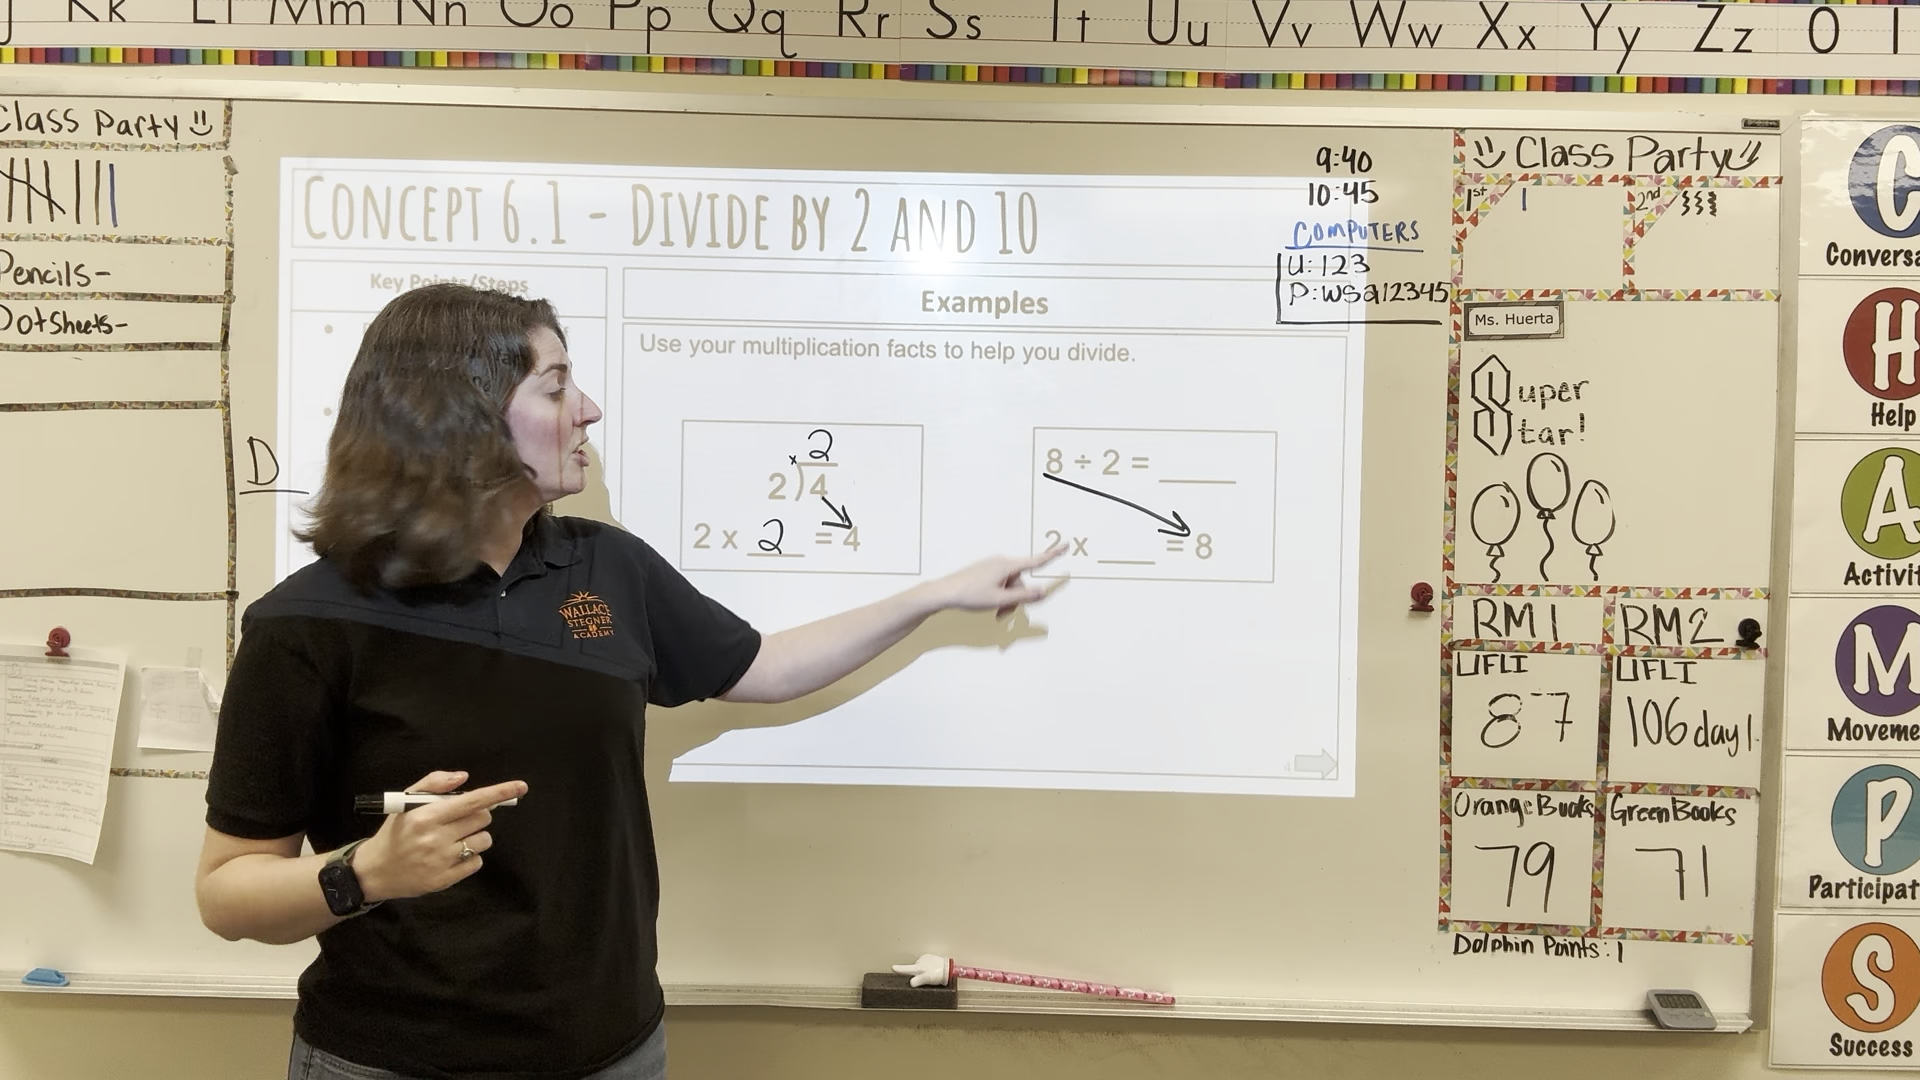 Kk Ll Mm Nn Oo Pp Qq Rr Ss Tt Uu Vv Ww Xx Yy Zz 0 1
Class Party
Pencils-
Dot Sheets-
D
CONCEPT 6.1 - DIVIDE BY 2 AND 10
Key Points/Steps
Examples
Use your multiplication facts to help you divide.
x 2
2)4
2 x 2 = 4
8 ÷ 2 = ____
2 x ____ = 8
4
9:40
10:45
COMPUTERS
U: 123
P: wsa12345
WALLACE
STEGNER
ACADEMY
Class Party
1st 1 2nd
Ms. Huerta
Super
Star!
RM1 RM2
UFLI UFLI
87 106 day 1
Orange Books Green Books
79 71
Dolphin Points: 1
C
Conversa
H
Help
A
Activit
M
Moveme
P
Participat
S
Success